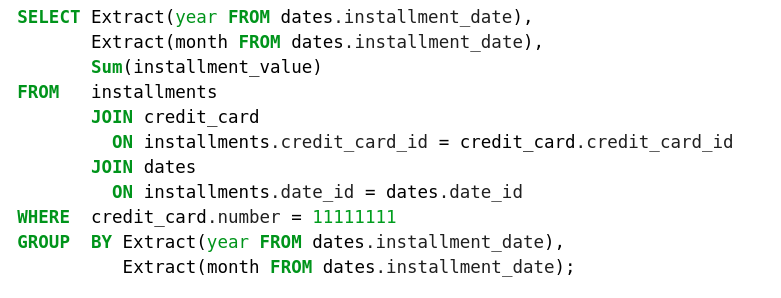 SELECT Extract(year FROM dates.installment_date),
       Extract(month FROM dates.installment_date),
       Sum(installment_value)
FROM   installments
       JOIN credit_card
         ON installments.credit_card_id = credit_card.credit_card_id
       JOIN dates
         ON installments.date_id = dates.date_id
WHERE  credit_card.number = 11111111
GROUP  BY Extract(year FROM dates.installment_date),
          Extract(month FROM dates.installment_date);